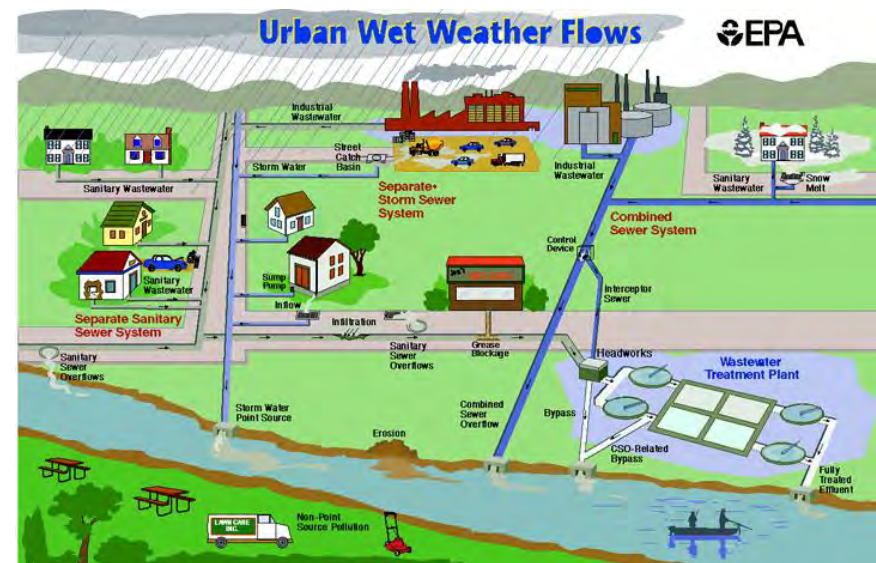 Urban Wet Weather Flows
EPA
Industrial
Wastewater
Street
Catch
Basin
Storm Water
Separate
Storm Sewer
System
Industrial
Wastewater
Sanitary
Wastewater
Snow
Melt
Combined
Sewer System
Sanitary Wastewater
Control
Device
Interceptor
Sewer
Sump
Pump
Inflow
Sanitary
Wastewater
Separate Sanitary
Sewer System
Infiltration
Sanitary
Sewer
Overflows
Grease
Blockage
Headworks
Wastewater
Treatment Plant
Sanitary
Sewer
Overflows
Storm Water
Point Source
Erosion
Combined
Sewer
Overflow
Bypass
CSO-Related
Bypass
Fully
Treated
Effluent
LAWN CARE
INC.
Non-Point
Source Pollution